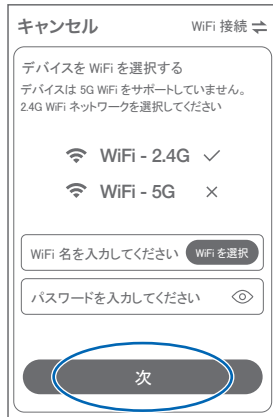 キャンセル
WiFi 接続
デバイスを WiFi を選択する
デバイスは 5G WiFi をサポートしていません。
2.4G WiFi ネットワークを選択してください
WiFi - 2.4G
WiFi - 5G
WiFi 名を入力してください WiFi を選択
パスワードを入力してください
次